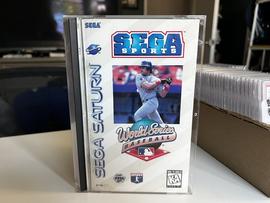 SEGA
SEGA
SPORTS
SEGA SATURN
World Series
BASEBALL
K-A